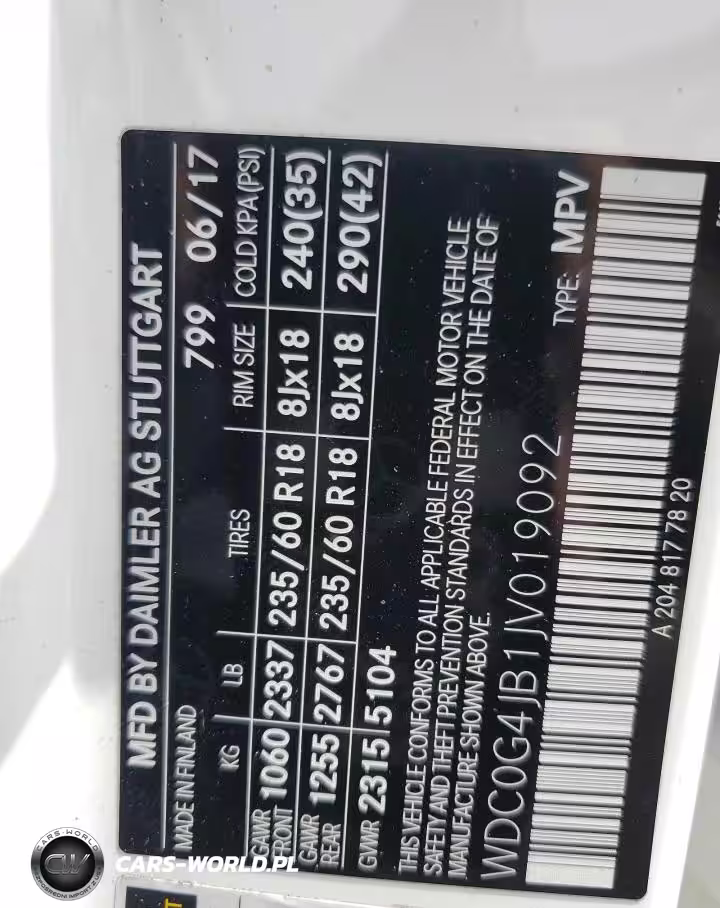 MFD BY DAIMLER AG STUTTGART
MADE IN FINLAND 799 06/17
KG LB TIRES RIM SIZE COLD KPA(PSI)
GAWR FRONT 1060 2337 235/60 R18 8Jx18 240(35)
GAWR REAR 1255 2767 235/60 R18 8Jx18 290(42)
GVWR 2315 5104
THIS VEHICLE CONFORMS TO ALL APPLICABLE FEDERAL MOTOR VEHICLE
SAFETY AND THEFT PREVENTION STANDARDS IN EFFECT ON THE DATE OF
MANUFACTURE SHOWN ABOVE.
WDC0G4JB1JV019092 TYPE: MPV
A 204 817 78 20
CARS-WORLD
CW
CARS-WORLD.PL